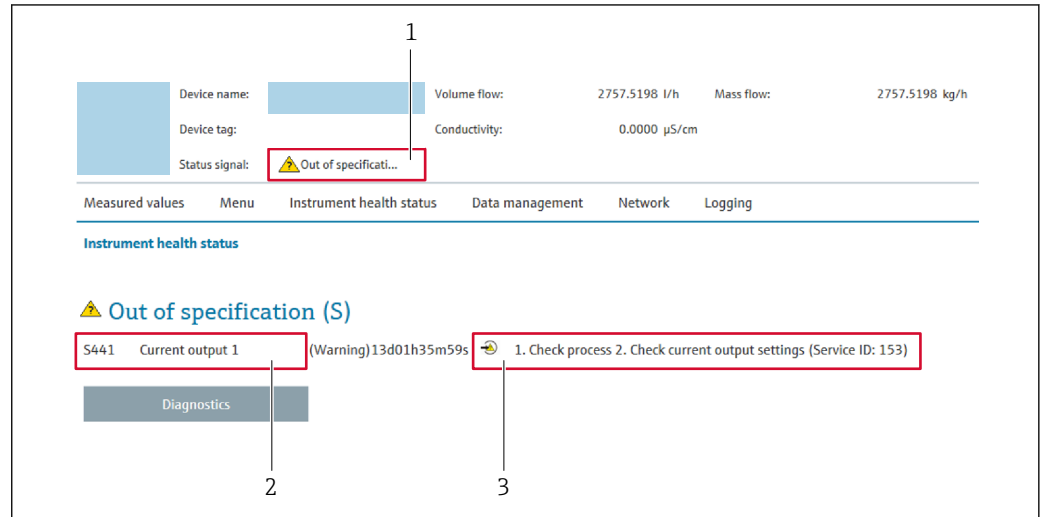 1
Device name: Volume flow: 2757.5198 l/h Mass flow: 2757.5198 kg/h
Device tag: Conductivity: 0.0000 µS/cm
Status signal: Out of specificati...
Measured values Menu Instrument health status Data management Network Logging
Instrument health status
Out of specification (S)
S441 Current output 1 (Warning)13d01h35m59s 1. Check process 2. Check current output settings (Service ID: 153)
Diagnostics
2 3